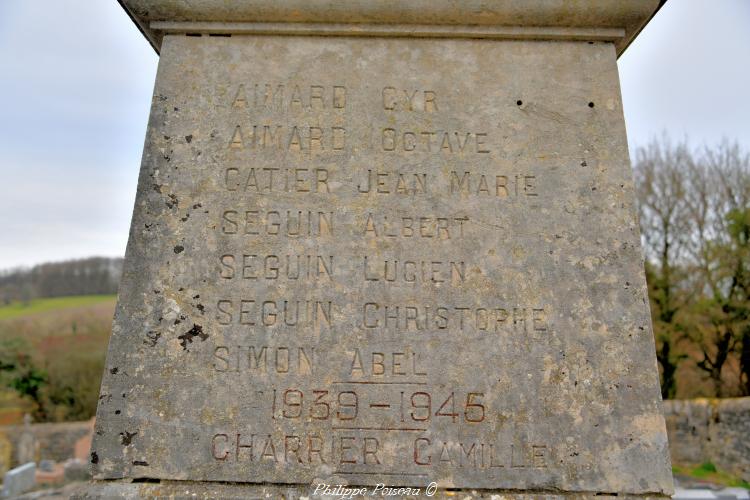 AIMARD CYR
AIMARD OCTAVE
CATIER JEAN MARIE
SEGUIN ALBERT
SEGUIN LUCIEN
SEGUIN CHRISTOPHE
SIMON ABEL
1939-1945
CHARRIER CAMILLE
Philippe Poiseau ©